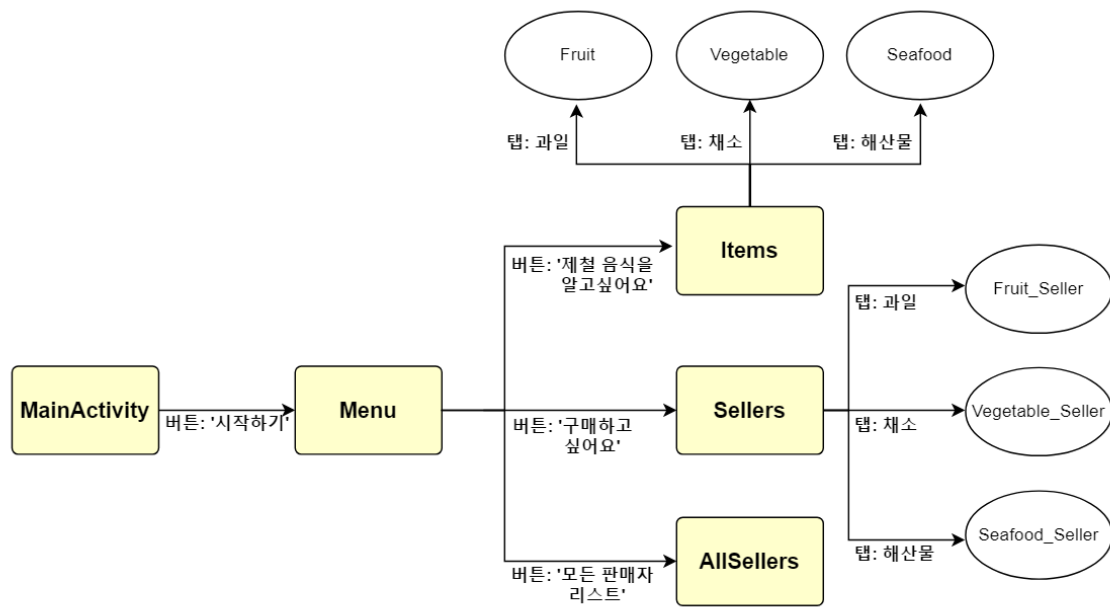 Fruit
Vegetable
Seafood
탭: 과일
탭: 채소
탭: 해산물
Items
버튼: '제철 음식을
알고싶어요'
Fruit_Seller
탭: 과일
MainActivity
버튼: '시작하기'
Menu
버튼: '구매하고
싶어요'
Sellers
Vegetable_Seller
탭: 채소
Seafood_Seller
탭: 해산물
AllSellers
버튼: '모든 판매자
리스트'